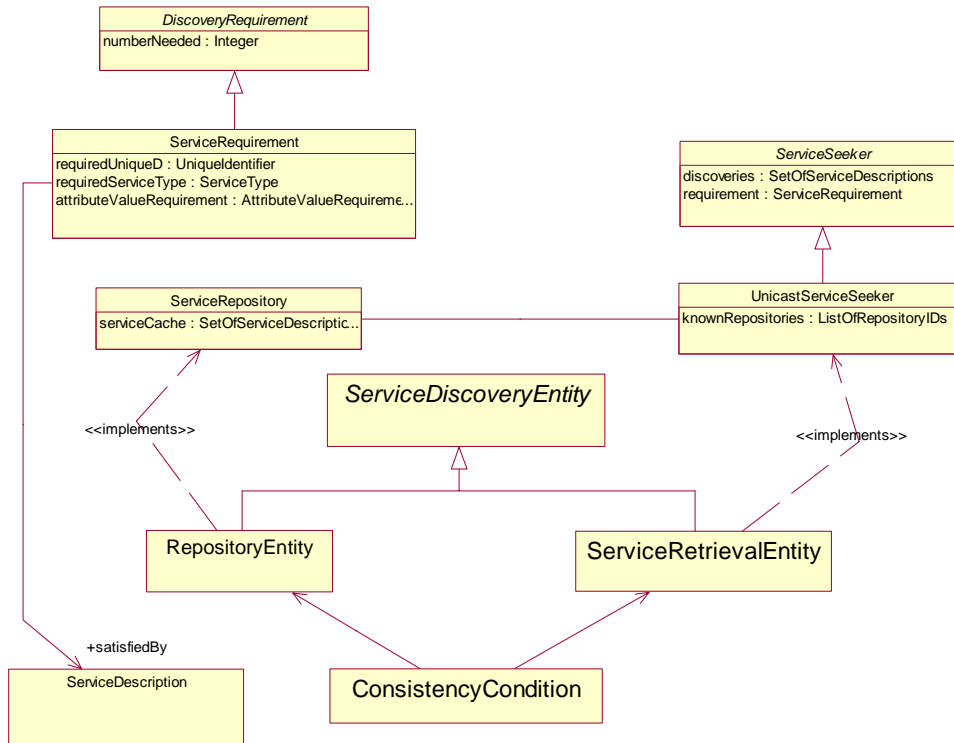 DiscoveryRequirement
numberNeeded : Integer
ServiceRequirement
requiredUniqueD : UniqueIdentifier
requiredServiceType : ServiceType
attributeValueRequirement : AttributeValueRequireme...
ServiceSeeker
discoveries : SetOfServiceDescriptions
requirement : ServiceRequirement
ServiceRepository
serviceCache : SetOfServiceDescriptic...
UnicastServiceSeeker
knownRepositories : ListOfRepositoryIDs
ServiceDiscoveryEntity
<<implements>>
<<implements>>
RepositoryEntity
ServiceRetrievalEntity
+satisfiedBy
ServiceDescription
ConsistencyCondition